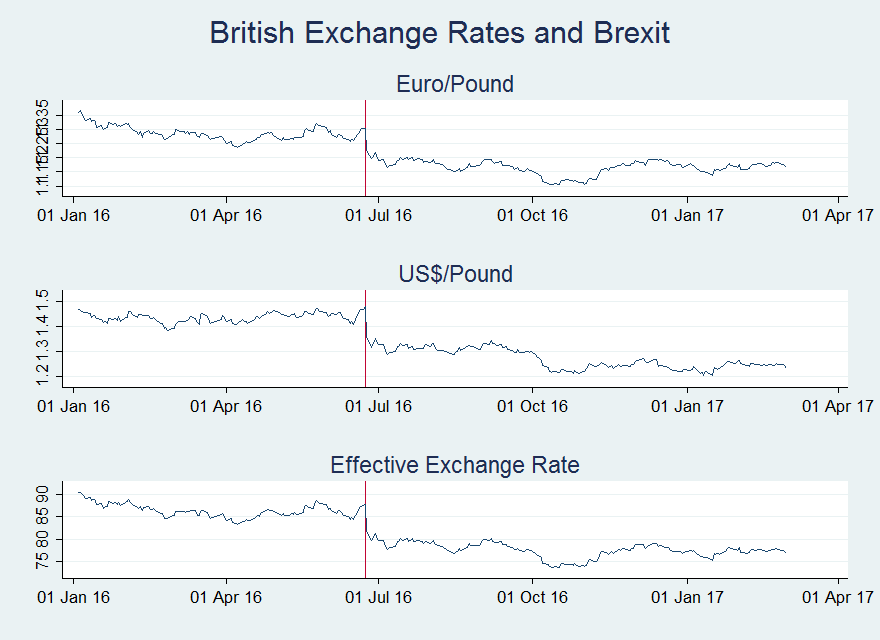 British Exchange Rates and Brexit
Euro/Pound
01 Jan 16 01 Apr 16 01 Jul 16 01 Oct 16 01 Jan 17 01 Apr 17
US$/Pound
1.2 1.3 1.4 1.5
01 Jan 16 01 Apr 16 01 Jul 16 01 Oct 16 01 Jan 17 01 Apr 17
Effective Exchange Rate
75 80 85 90
01 Jan 16 01 Apr 16 01 Jul 16 01 Oct 16 01 Jan 17 01 Apr 17